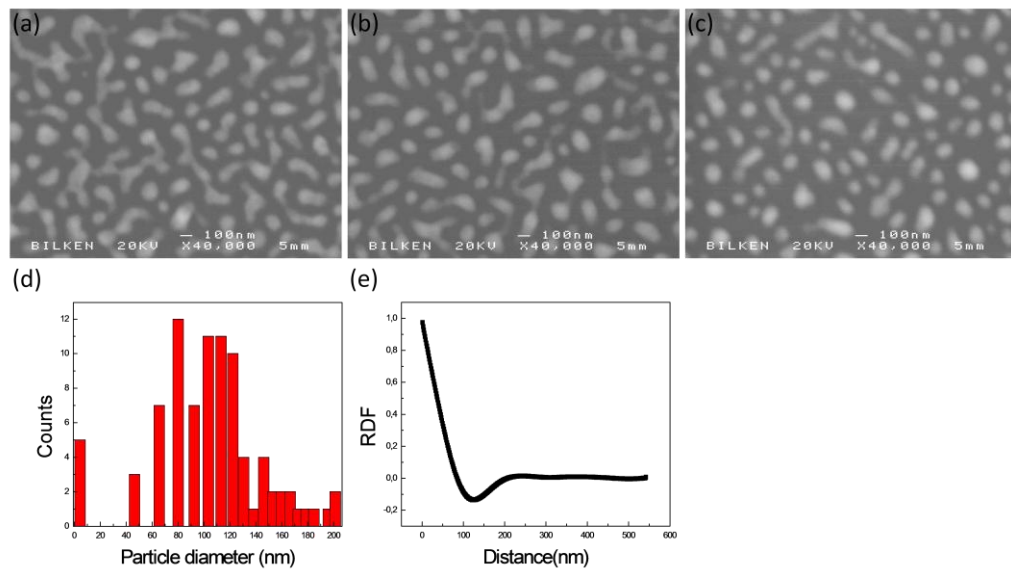 (a)
(b)
(c)
100nm
BILKEN 20KV X40,000 5mm
100nm
BILKEN 20KV X40,000 5mm
100nm
BILKEN 20KV X40,000 5mm
(d)
(e)
12
10
8
6
4
2
0
Counts
0 20 40 60 80 100 120 140 160 180 200
Particle diameter (nm)
1,0
0,8
0,6
0,4
0,2
0,0
-0,2
RDF
0 100 200 300 400 500 600
Distance(nm)